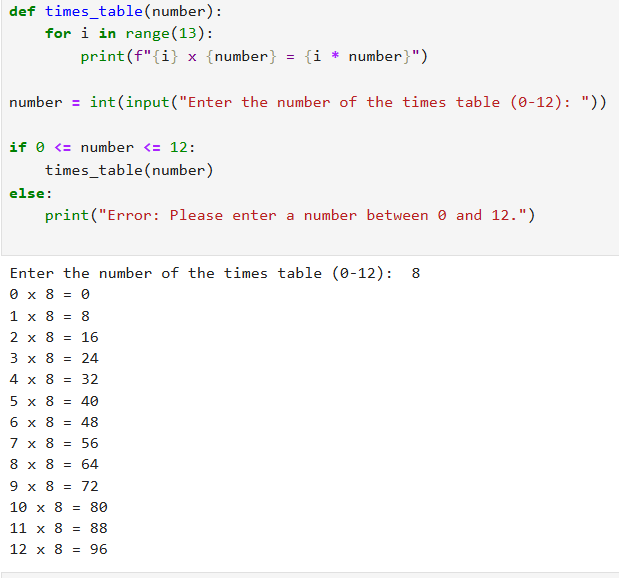 def times_table(number):
    for i in range(13):
        print(f"{i} x {number} = {i * number}")
number = int(input("Enter the number of the times table (0-12): "))
if 0 <= number <= 12:
    times_table(number)
else:
    print("Error: Please enter a number between 0 and 12.")
Enter the number of the times table (0-12):  8
0 x 8 = 0
1 x 8 = 8
2 x 8 = 16
3 x 8 = 24
4 x 8 = 32
5 x 8 = 40
6 x 8 = 48
7 x 8 = 56
8 x 8 = 64
9 x 8 = 72
10 x 8 = 80
11 x 8 = 88
12 x 8 = 96